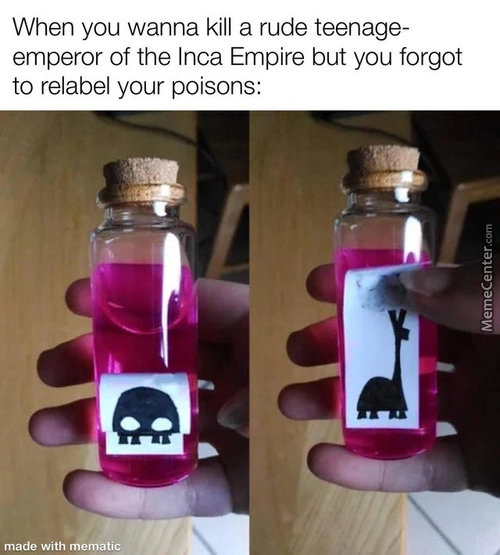 When you wanna kill a rude teenage-
emperor of the Inca Empire but you forgot
to relabel your poisons:
MemeCenter.com
made with mematic